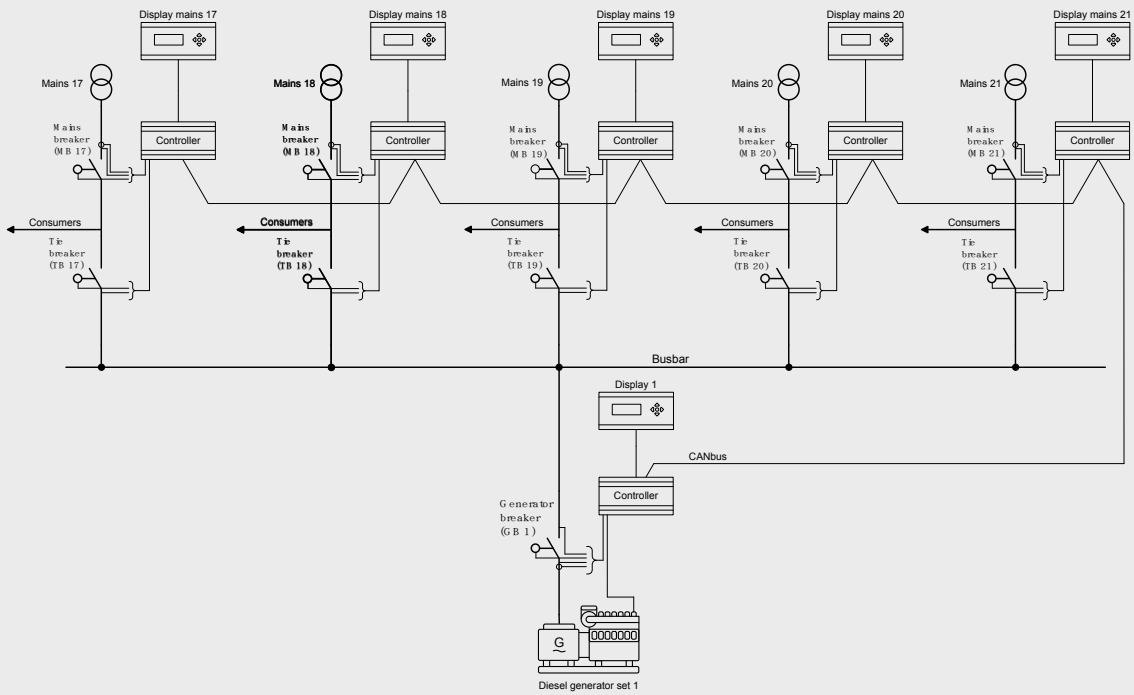 Display mains 17
Display mains 18
Display mains 19
Display mains 20
Display mains 21
Mains 17
Mains 18
Mains 19
Mains 20
Mains 21
Mains
breaker
(MB 17)
Controller
Mains
breaker
(MB 18)
Controller
Mains
breaker
(MB 19)
Controller
Mains
breaker
(MB 20)
Controller
Mains
breaker
(MB 21)
Controller
Consumers
Consumers
Consumers
Consumers
Consumers
Tie
breaker
(TB 17)
Tie
breaker
(TB 18)
Tie
breaker
(TB 19)
Tie
breaker
(TB 20)
Tie
breaker
(TB 21)
Busbar
Display 1
CANbus
Controller
Generator
breaker
(GB 1)
G
~
Diesel generator set 1